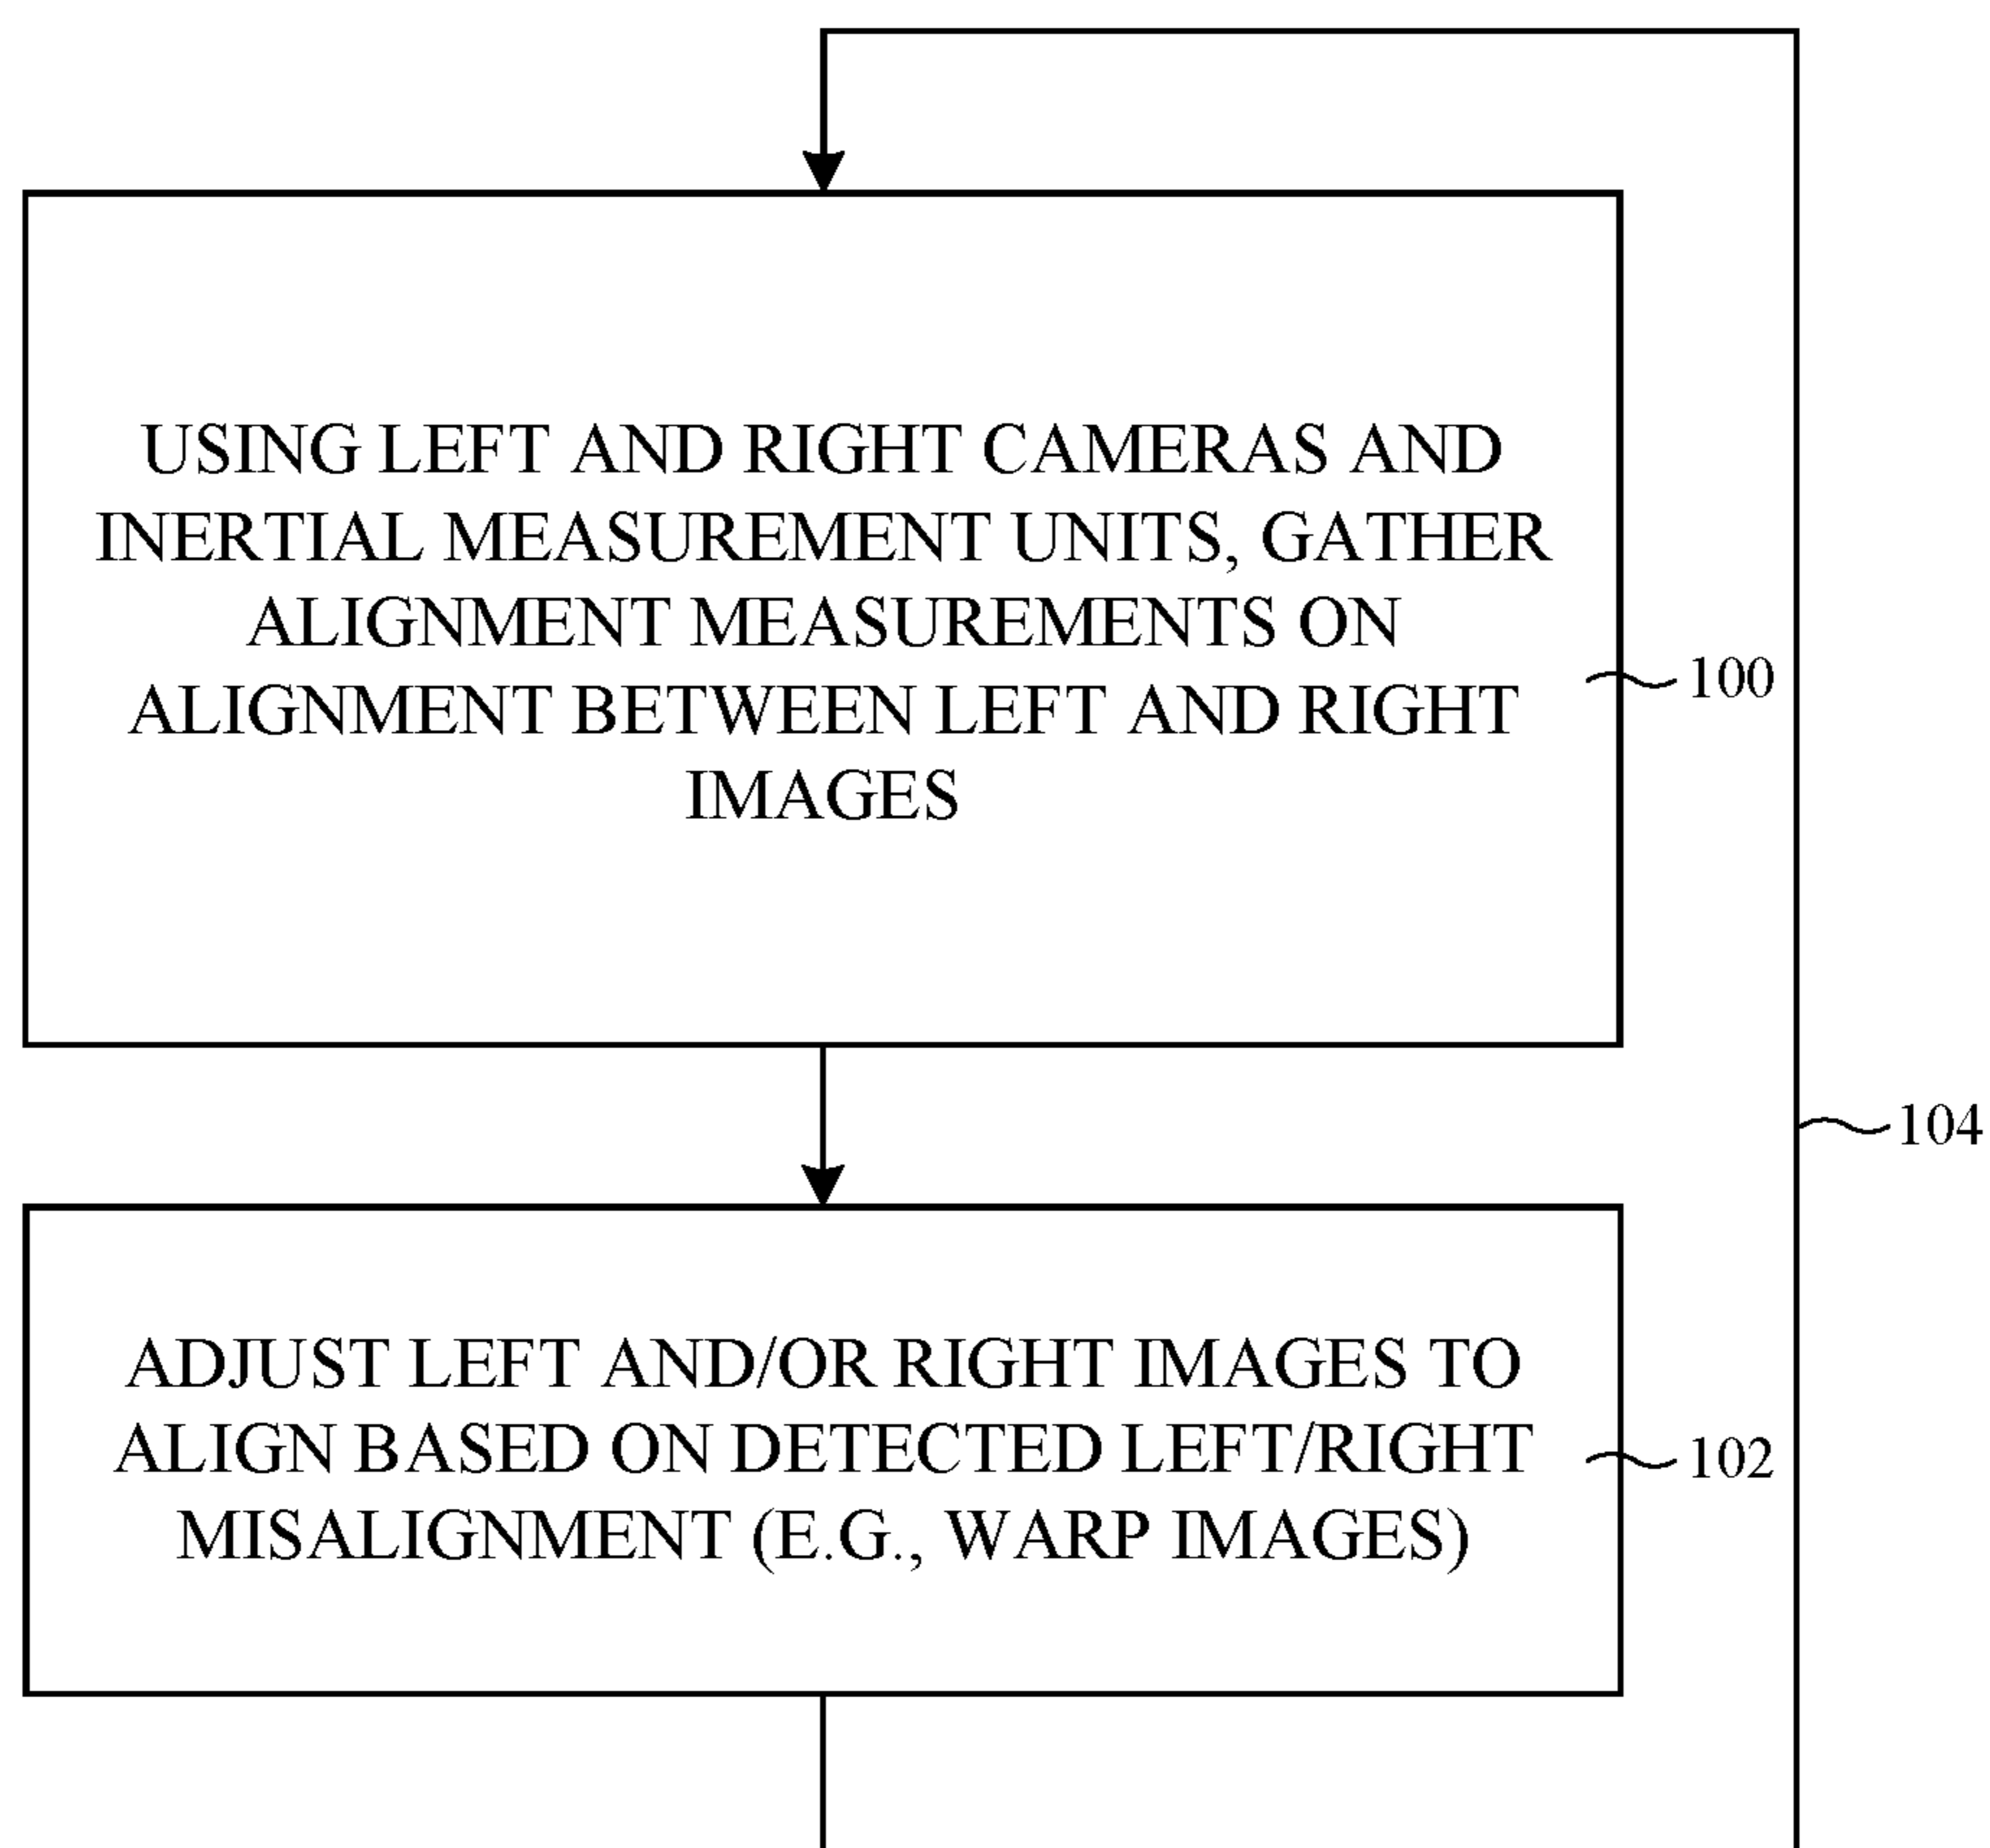 USING LEFT AND RIGHT CAMERAS AND
INERTIAL MEASUREMENT UNITS, GATHER
ALIGNMENT MEASUREMENTS ON
ALIGNMENT BETWEEN LEFT AND RIGHT
IMAGES
100
104
ADJUST LEFT AND/OR RIGHT IMAGES TO
ALIGN BASED ON DETECTED LEFT/RIGHT
MISALIGNMENT (E.G., WARP IMAGES)
102